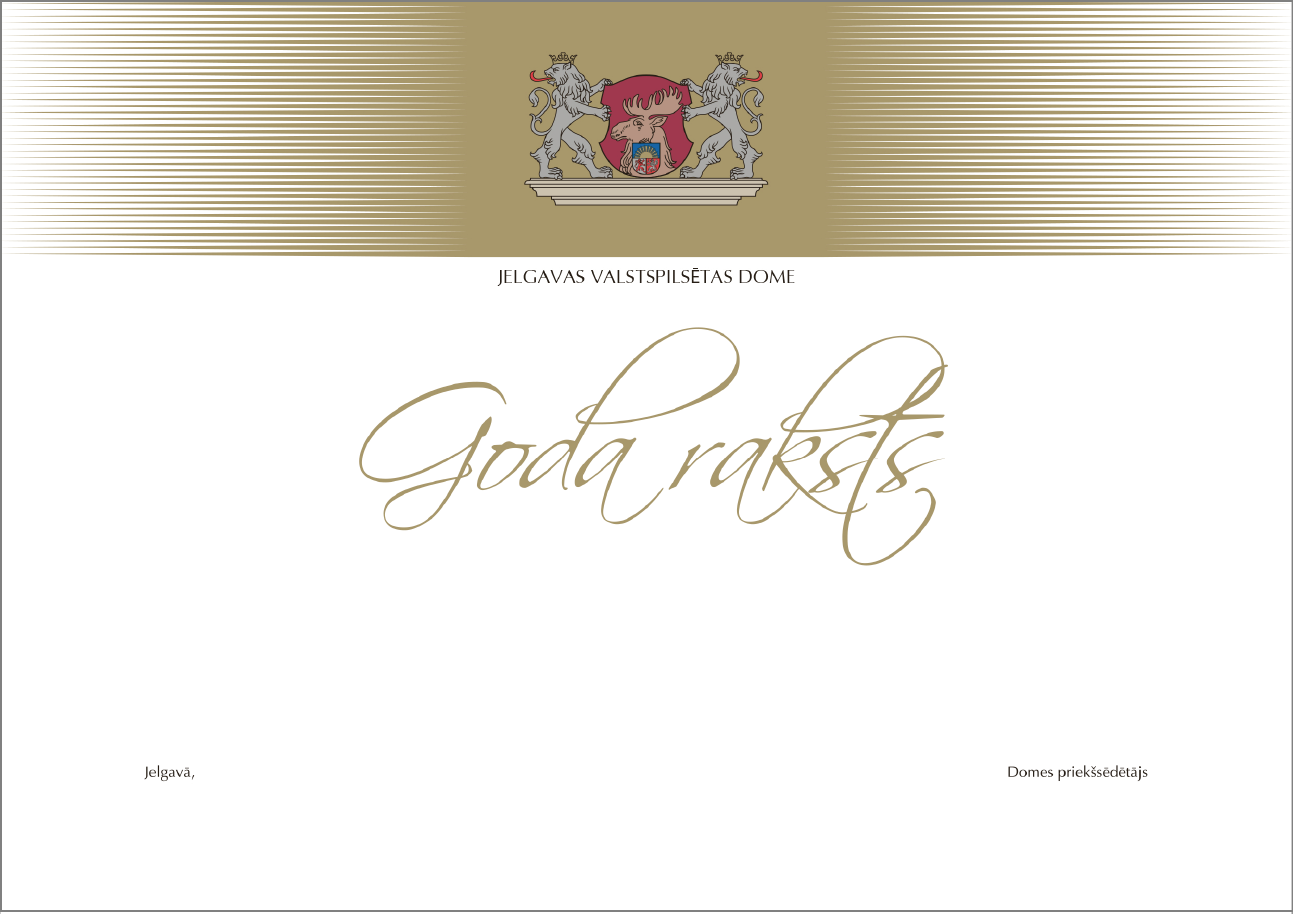 JELGAVAS VALSTSPILSĒTAS DOME
Goda raksts
Jelgavā,
Domes priekšsēdētājs